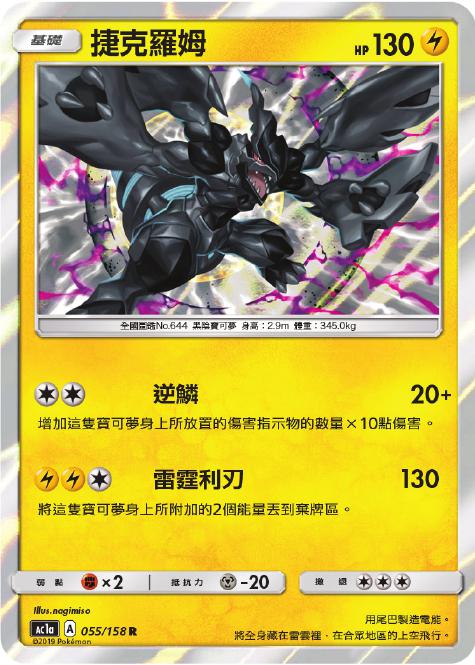 基礎 捷克羅姆 HP 130
全國圖鑑No.644 黑陰寶可夢 身高：2.9m 體重：345.0kg
逆鱗 20+
增加這隻寶可夢身上所放置的傷害指示物的數量×10點傷害。
雷霆利刃 130
將這隻寶可夢身上所附加的2個能量丟到棄牌區。
弱點 ×2 抵抗力 -20 撤退
Illus.nagimiso
AC1a A 055/158 R
©2019 Pokémon
用尾巴製造電能。
將全身藏在雷雲裡，在合眾地區的上空飛行。